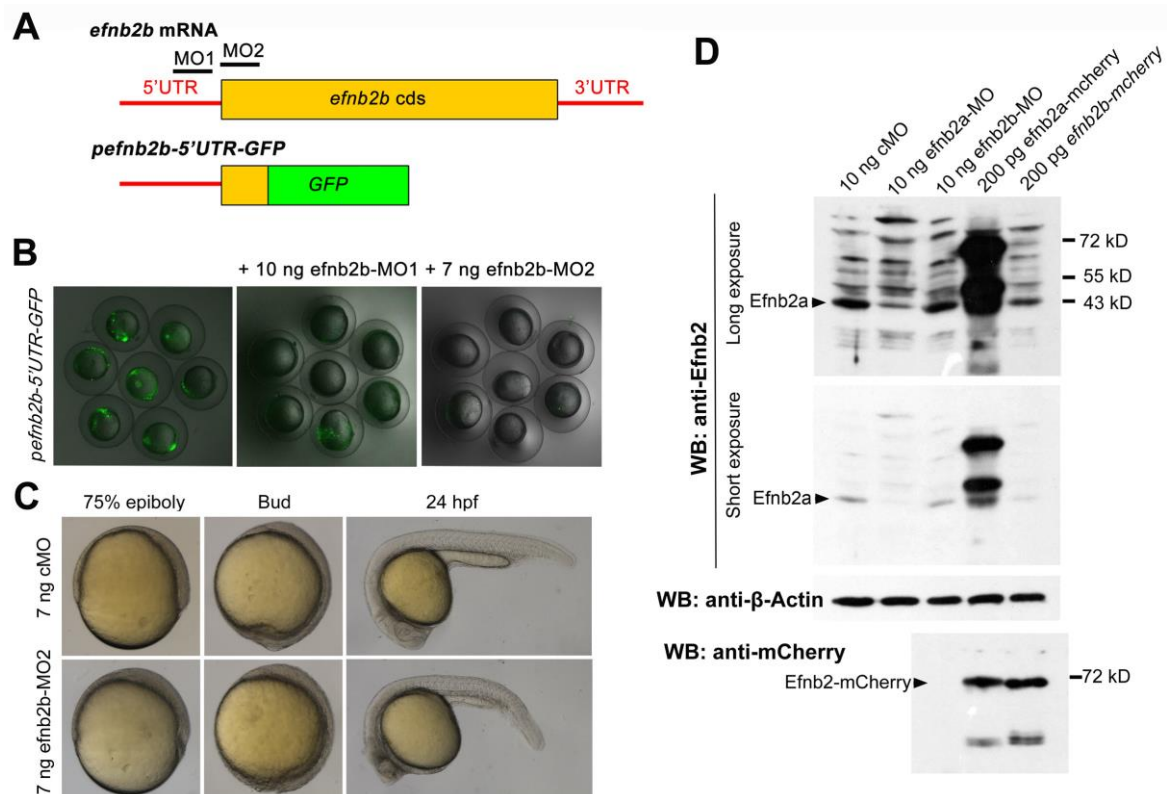 A
efnb2b mRNA
MO1 MO2
5'UTR efnb2b cds 3'UTR
pefnb2b-5'UTR-GFP
GFP
B
+ 10 ng efnb2b-MO1 + 7 ng efnb2b-MO2
pefnb2b-5'UTR-GFP
C
75% epiboly Bud 24 hpf
7 ng cMO
7 ng efnb2b-MO2
D
10 ng cMO
10 ng efnb2a-MO
10 ng efnb2b-MO
200 pg efnb2a-mcherry
200 pg efnb2b-mcherry
WB: anti-Efnb2
Long exposure
Efnb2a
72 kD
55 kD
43 kD
Short exposure
Efnb2a
WB: anti-β-Actin
WB: anti-mCherry
Efnb2-mCherry
72 kD